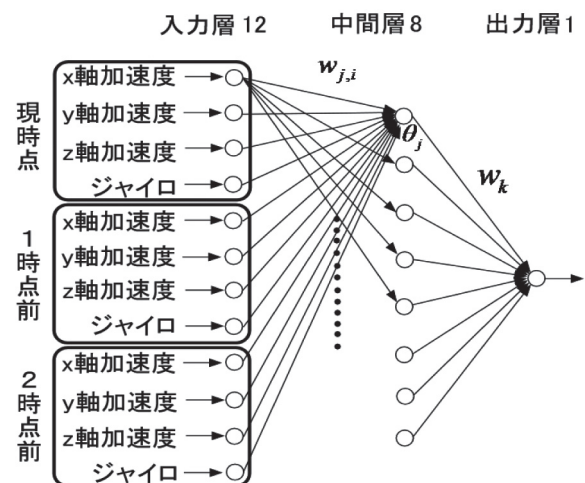 入力層 12
中間層 8
出力層 1
現時点
x軸加速度
y軸加速度
z軸加速度
ジャイロ
1時点前
x軸加速度
y軸加速度
z軸加速度
ジャイロ
2時点前
x軸加速度
y軸加速度
z軸加速度
ジャイロ
w_{j,i}
θ_j
w_k